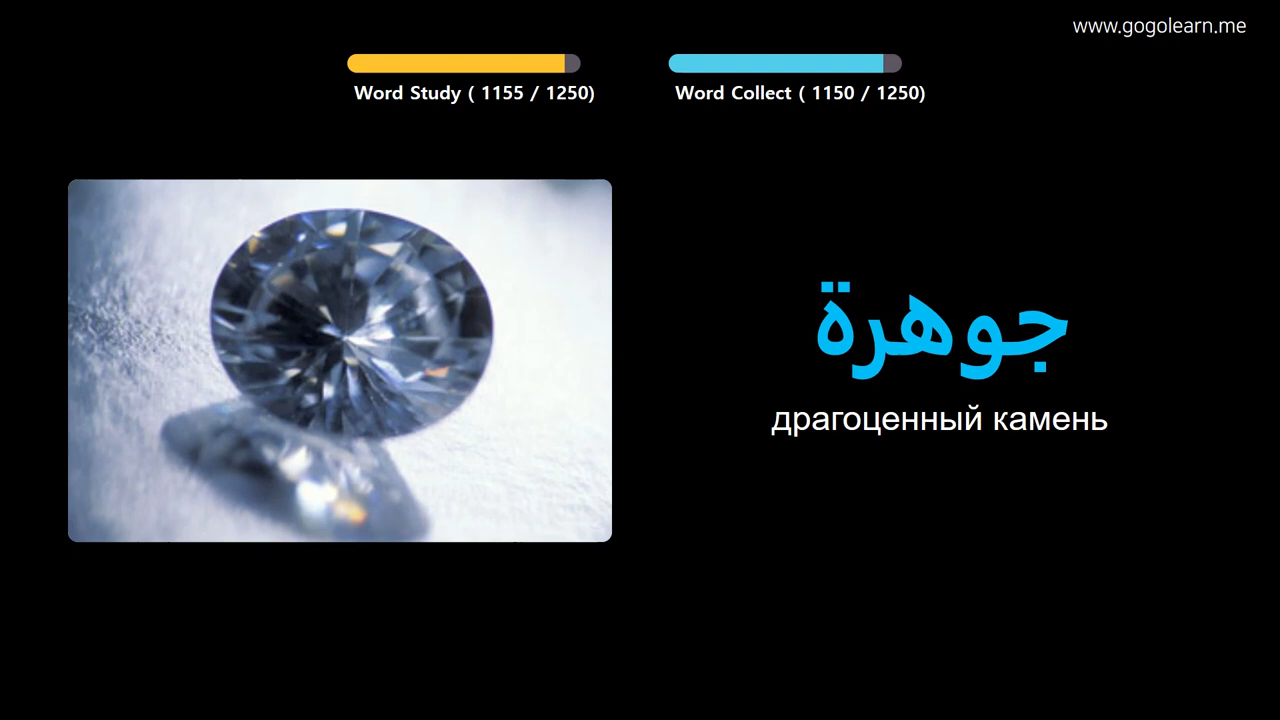 www.gogolearn.me
Word Study ( 1155 / 1250)
Word Collect ( 1150 / 1250)
جوهرة
драгоценный камень